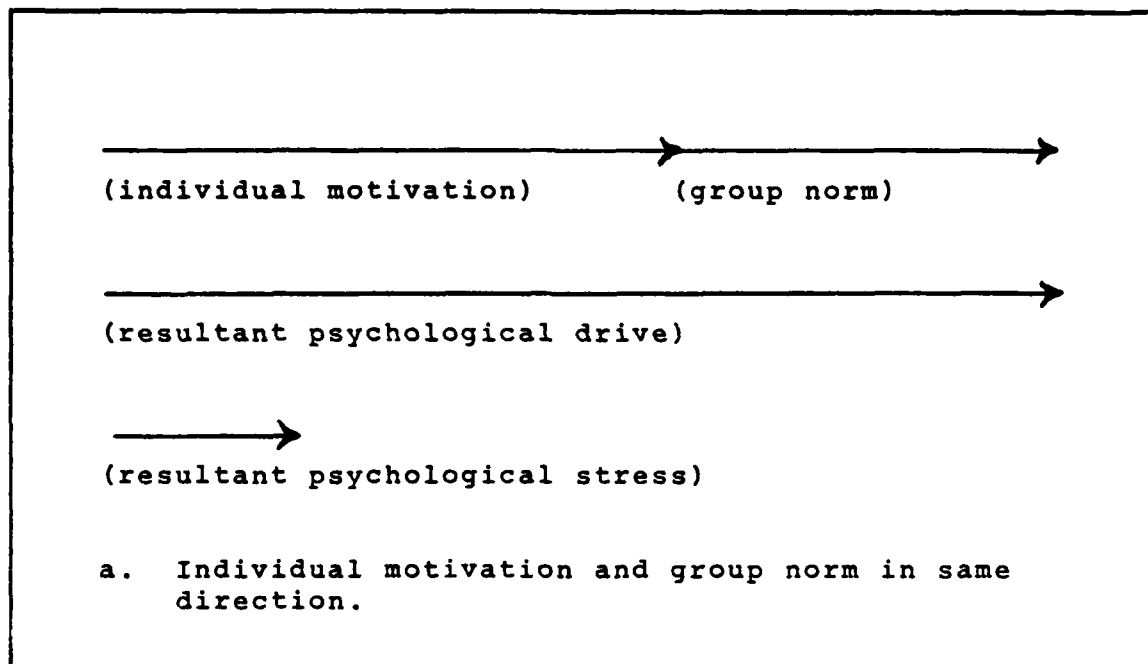 (individual motivation) (group norm)
(resultant psychological drive)
(resultant psychological stress)
a. Individual motivation and group norm in same
direction.